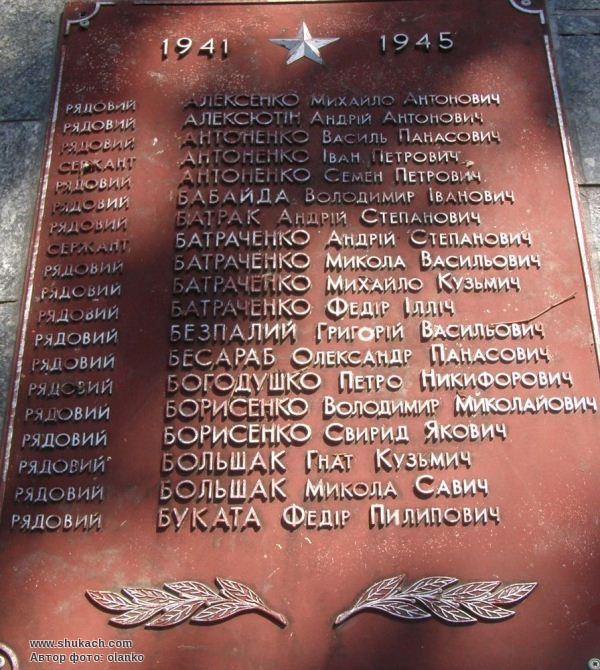 1941 1945
РЯДОВИЙ АЛЕКСЕНКО МИХАЙЛО АНТОНОВИЧ
РЯДОВИЙ АЛЕКСЮТІН АНДРІЙ АНТОНОВИЧ
РЯДОВИЙ АНТОНЕНКО ВАСИЛЬ ПАНАСОВИЧ
СЕРЖАНТ АНТОНЕНКО ІВАН ПЕТРОВИЧ
РЯДОВИЙ АНТОНЕНКО СЕМЕН ПЕТРОВИЧ
РЯДОВИЙ БАБАЙДА ВОЛОДИМИР ІВАНОВИЧ
РЯДОВИЙ БАТРАК АНДРІЙ СТЕПАНОВИЧ
СЕРЖАНТ БАТРАЧЕНКО АНДРІЙ СТЕПАНОВИЧ
РЯДОВИЙ БАТРАЧЕНКО МИКОЛА ВАСИЛЬОВИЧ
РЯДОВИЙ БАТРАЧЕНКО МИХАЙЛО КУЗЬМИЧ
РЯДОВИЙ БАТРАЧЕНКО ФЕДІР ІЛЛІЧ
РЯДОВИЙ БЕЗПАЛИЙ ГРИГОРІЙ ВАСИЛЬОВИЧ
РЯДОВИЙ БЕСАРАБ ОЛЕКСАНДР ПАНАСОВИЧ
РЯДОВИЙ БОГОДУШКО ПЕТРО НИКИФОРОВИЧ
РЯДОВИЙ БОРИСЕНКО ВОЛОДИМИР МИКОЛАЙОВИЧ
РЯДОВИЙ БОРИСЕНКО СВИРИД ЯКОВИЧ
РЯДОВИЙ БОЛЬШАК ГНАТ КУЗЬМИЧ
РЯДОВИЙ БОЛЬШАК МИКОЛА САВИЧ
РЯДОВИЙ БУКАТА ФЕДІР ПИЛИПОВИЧ
www.shukach.com
Автор фото: olanko